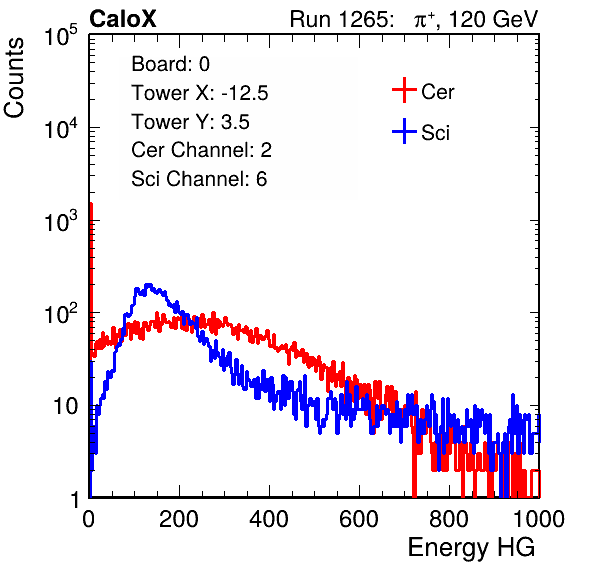 CaloX Run 1265: π⁺, 120 GeV
Counts
10⁵
10⁴
10³
10²
10
1
Board: 0
Tower X: -12.5
Tower Y: 3.5
Cer Channel: 2
Sci Channel: 6
Cer
Sci
0 200 400 600 800 1000
Energy HG